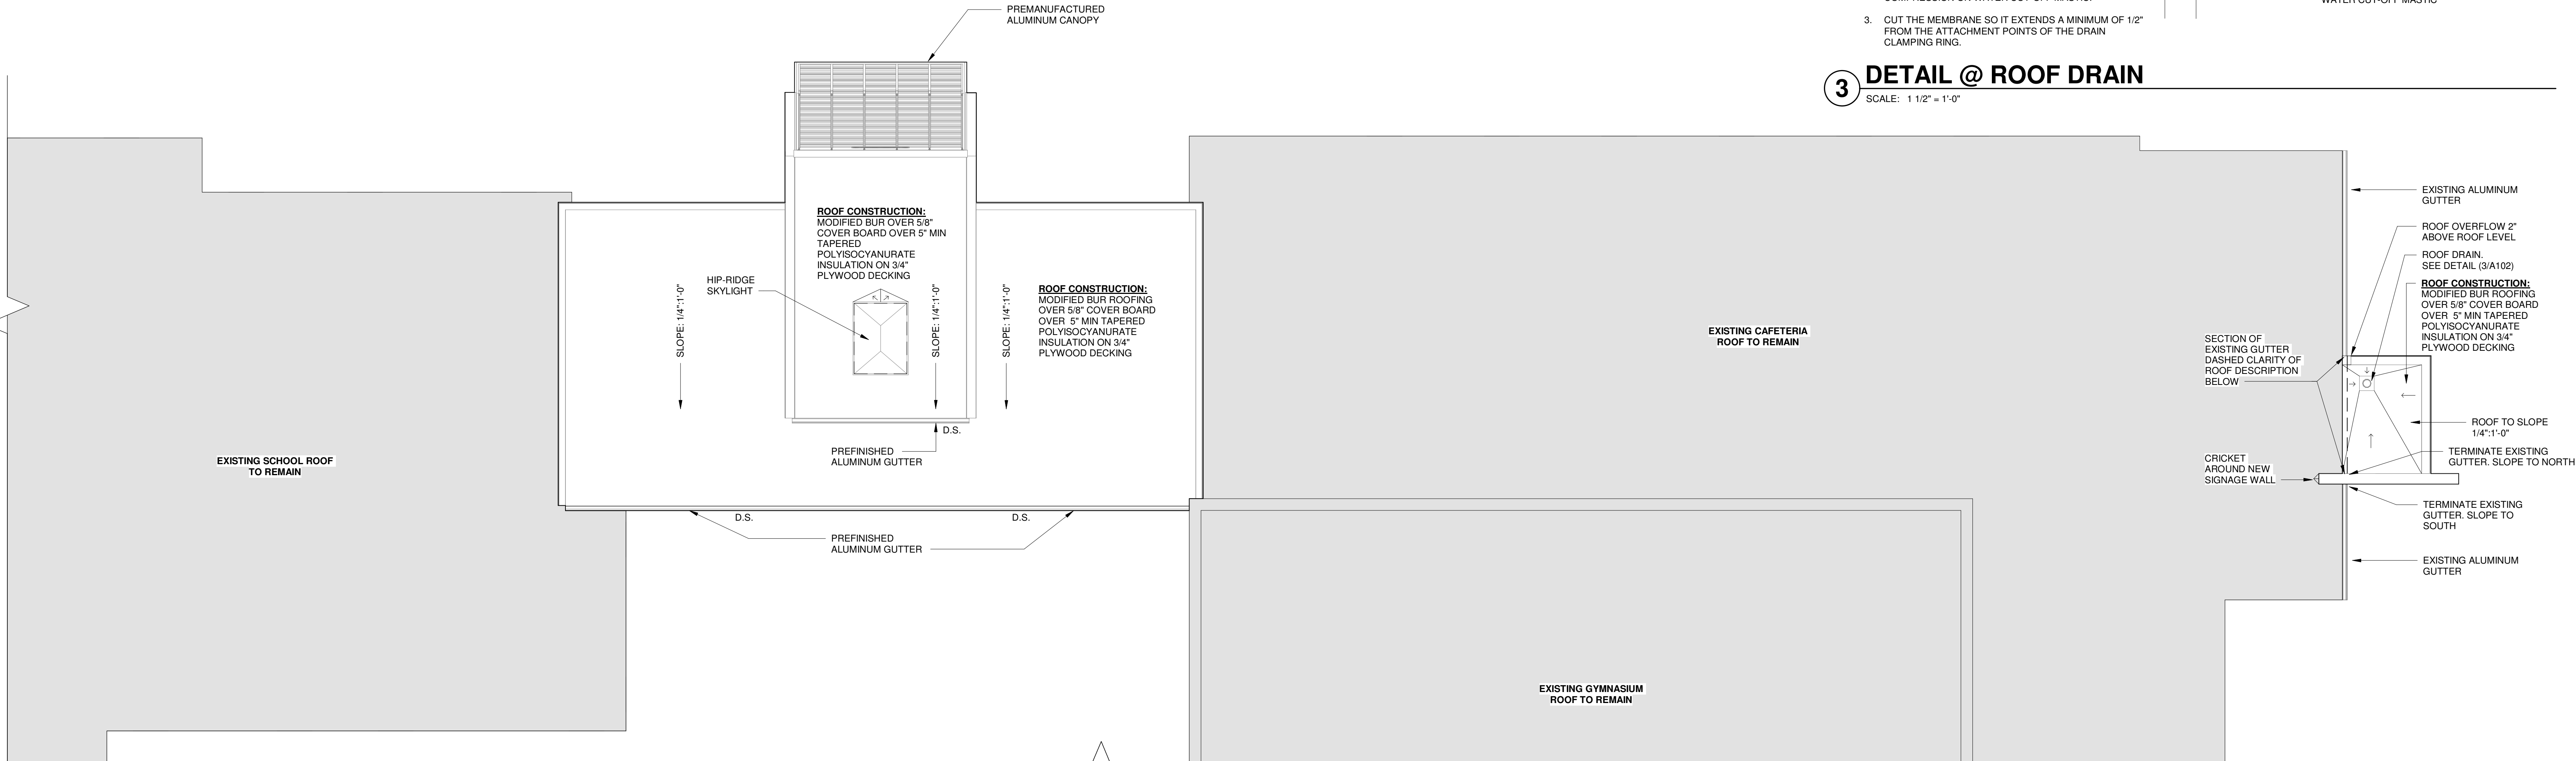 PREMANUFACTURED
ALUMINUM CANOPY
3. CUT THE MEMBRANE SO IT EXTENDS A MINIMUM OF 1/2"
FROM THE ATTACHMENT POINTS OF THE DRAIN
CLAMPING RING.
3
DETAIL @ ROOF DRAIN
SCALE: 1 1/2" = 1'-0"
ROOF CONSTRUCTION:
MODIFIED BUR OVER 5/8"
COVER BOARD OVER 5" MIN
TAPERED
POLYISOCYANURATE
INSULATION ON 3/4"
PLYWOOD DECKING
HIP-RIDGE
SKYLIGHT
SLOPE: 1/4":1'-0"
SLOPE: 1/4":1'-0"
SLOPE: 1/4":1'-0"
ROOF CONSTRUCTION:
MODIFIED BUR ROOFING
OVER 5/8" COVER BOARD
OVER 5" MIN TAPERED
POLYISOCYANURATE
INSULATION ON 3/4"
PLYWOOD DECKING
D.S.
PREFINISHED
ALUMINUM GUTTER
D.S.
D.S.
PREFINISHED
ALUMINUM GUTTER
EXISTING SCHOOL ROOF
TO REMAIN
EXISTING CAFETERIA
ROOF TO REMAIN
EXISTING GYMNASIUM
ROOF TO REMAIN
SECTION OF
EXISTING GUTTER
DASHED CLARITY OF
ROOF DESCRIPTION
BELOW
CRICKET
AROUND NEW
SIGNAGE WALL
EXISTING ALUMINUM
GUTTER
ROOF OVERFLOW 2"
ABOVE ROOF LEVEL
ROOF DRAIN.
SEE DETAIL (3/A102)
ROOF CONSTRUCTION:
MODIFIED BUR ROOFING
OVER 5/8" COVER BOARD
OVER 5" MIN TAPERED
POLYISOCYANURATE
INSULATION ON 3/4"
PLYWOOD DECKING
ROOF TO SLOPE
1/4":1'-0"
TERMINATE EXISTING
GUTTER. SLOPE TO NORTH
TERMINATE EXISTING
GUTTER. SLOPE TO
SOUTH
EXISTING ALUMINUM
GUTTER